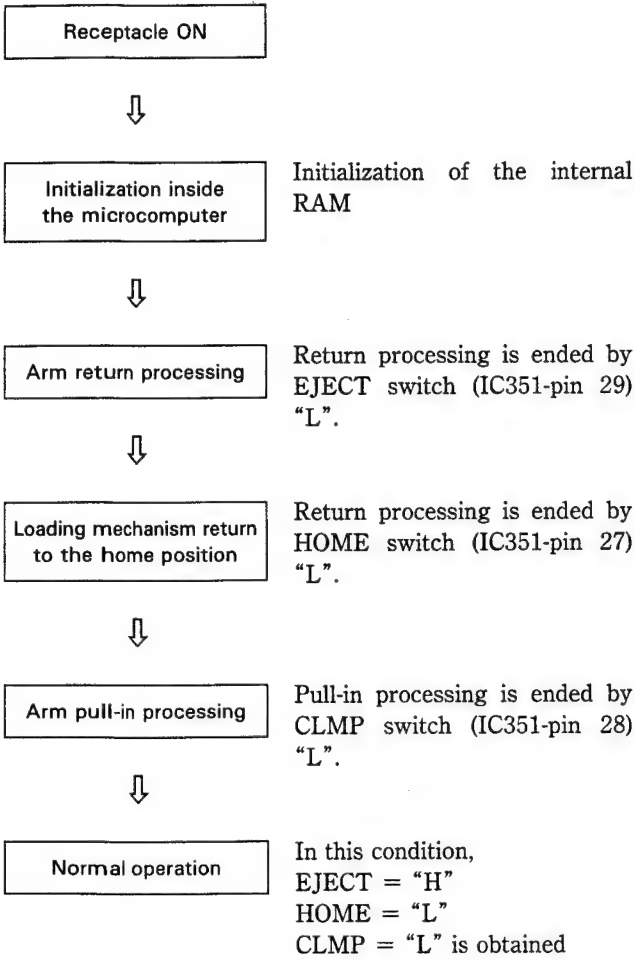 Receptacle ON
Initialization inside
the microcomputer
Initialization of the internal
RAM
Arm return processing
Return processing is ended by
EJECT switch (IC351-pin 29)
“L”.
Loading mechanism return
to the home position
Return processing is ended by
HOME switch (IC351-pin 27)
“L”.
Arm pull-in processing
Pull-in processing is ended by
CLMP switch (IC351-pin 28)
“L”.
Normal operation
In this condition,
EJECT = “H”
HOME = “L”
CLMP = “L” is obtained